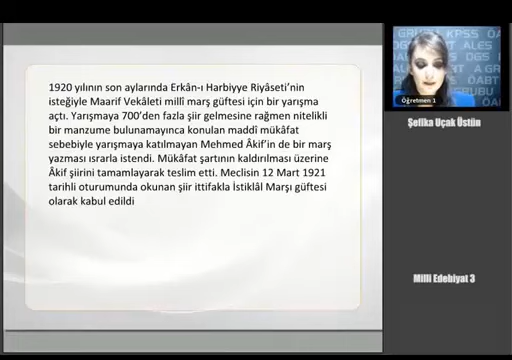 1920 yılının son aylarında Erkân-ı Harbiyye Riyâseti'nin
isteğiyle Maarif Vekâleti millî marş güftesi için bir yarışma
açtı. Yarışmaya 700'den fazla şiir gelmesine rağmen nitelikli
bir manzume bulunamayınca konulan maddî mükâfat
sebebiyle yarışmaya katılmayan Mehmed Âkif'in de bir marş
yazması ısrarla istendi. Mükâfat şartının kaldırılması üzerine
Âkif şiirini tamamlayarak teslim etti. Meclisin 12 Mart 1921
tarihli oturumunda okunan şiir ittifakla İstiklâl Marşı güftesi
olarak kabul edildi
Öğretmen 1
Şefika Uçak Üstün
Milli Edebiyat 3